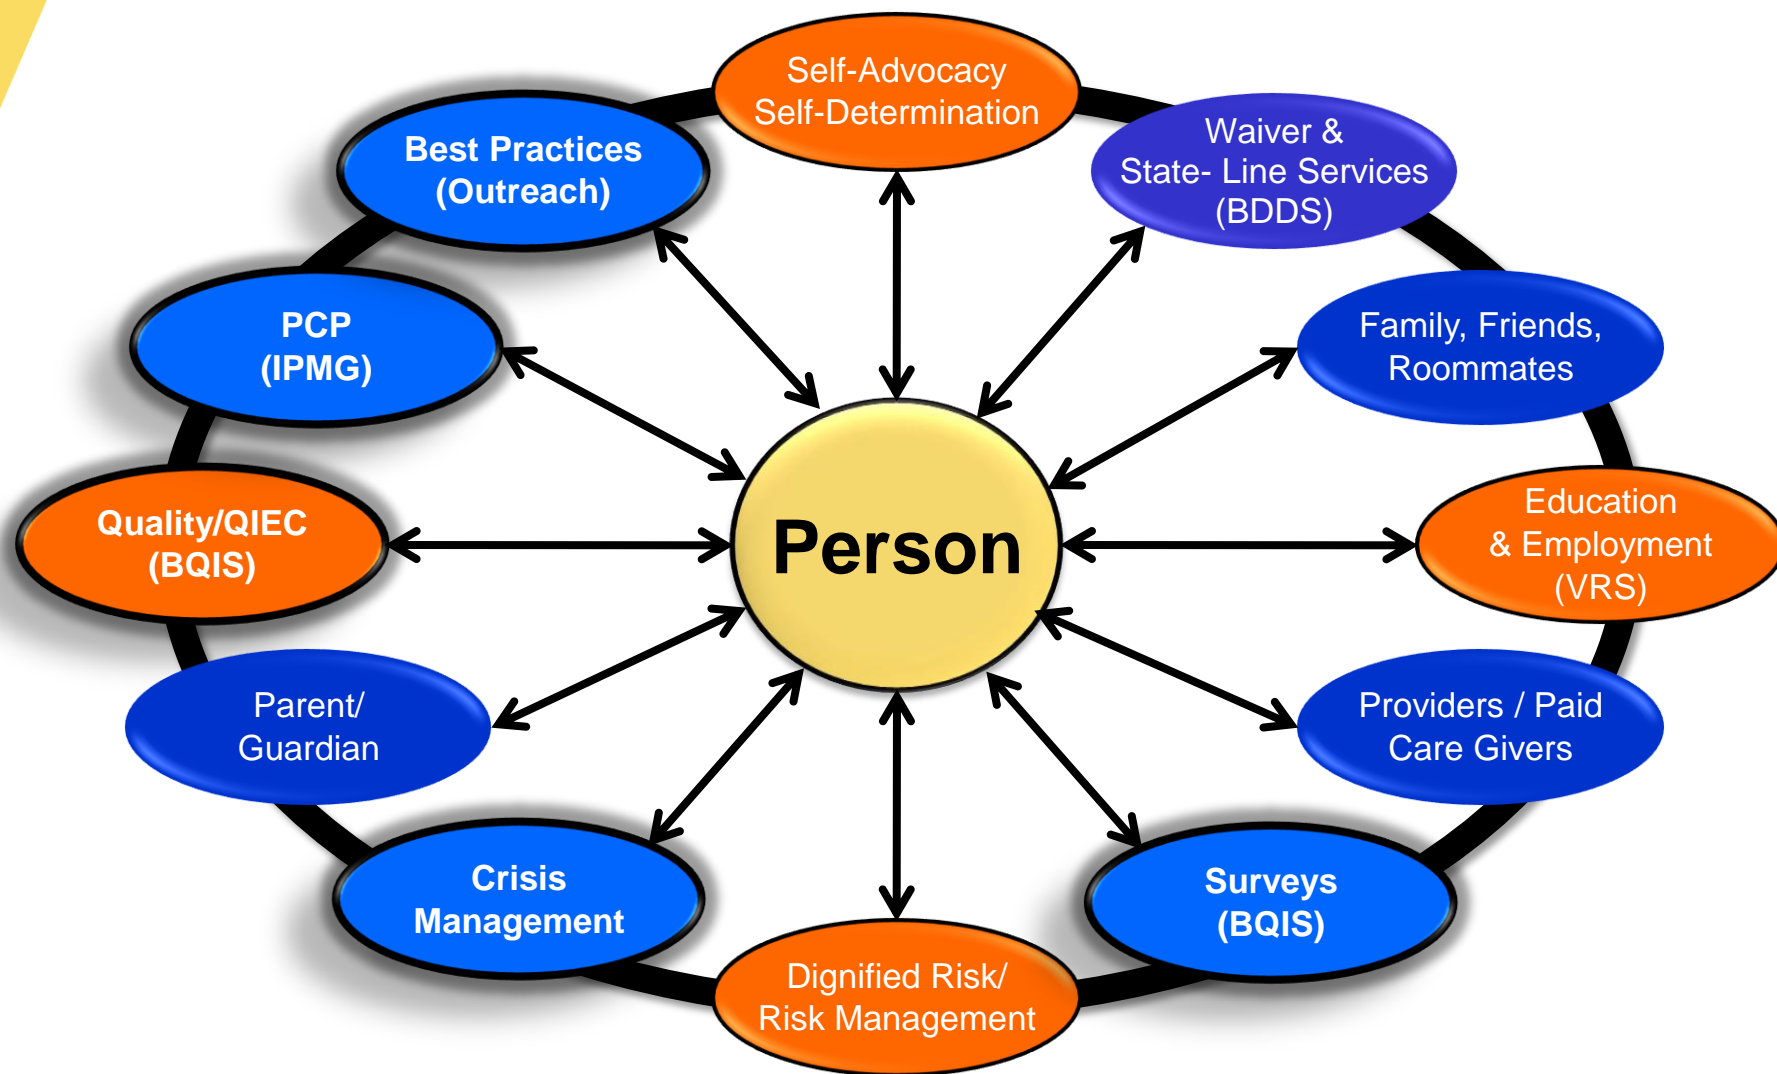 Self-Advocacy
Self-Determination
Best Practices
(Outreach)
Waiver &
State- Line Services
(BDDS)
PCP
(IPMG)
Family, Friends,
Roommates
Quality/QIEC
(BQIS)
Person
Education
& Employment
(VRS)
Parent/
Guardian
Providers / Paid
Care Givers
Crisis
Management
Surveys
(BQIS)
Dignified Risk/
Risk Management